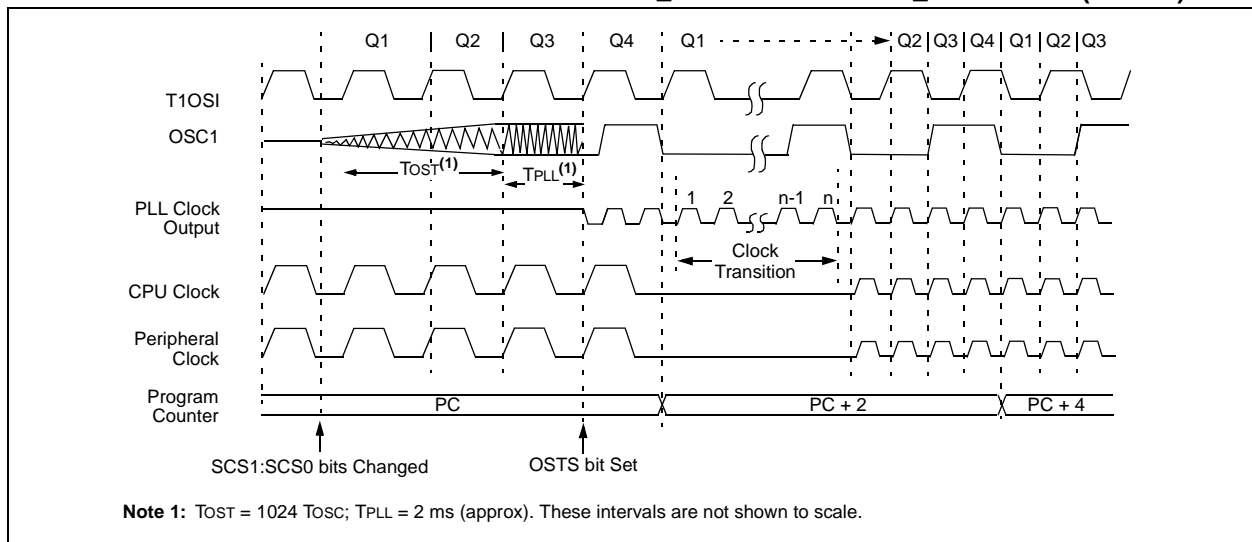 Q1 Q2 Q3 Q4 Q1 Q2 Q3 Q4 Q1 Q2 Q3
T1OSI
OSC1
TOST(1)
TPLL(1)
PLL Clock
Output
1 2 n-1 n
Clock
Transition
CPU Clock
Peripheral
Clock
Program
Counter
PC PC + 2 PC + 4
SCS1:SCS0 bits Changed
OSTS bit Set
Note 1: TOST = 1024 TOSC; TPLL = 2 ms (approx). These intervals are not shown to scale.